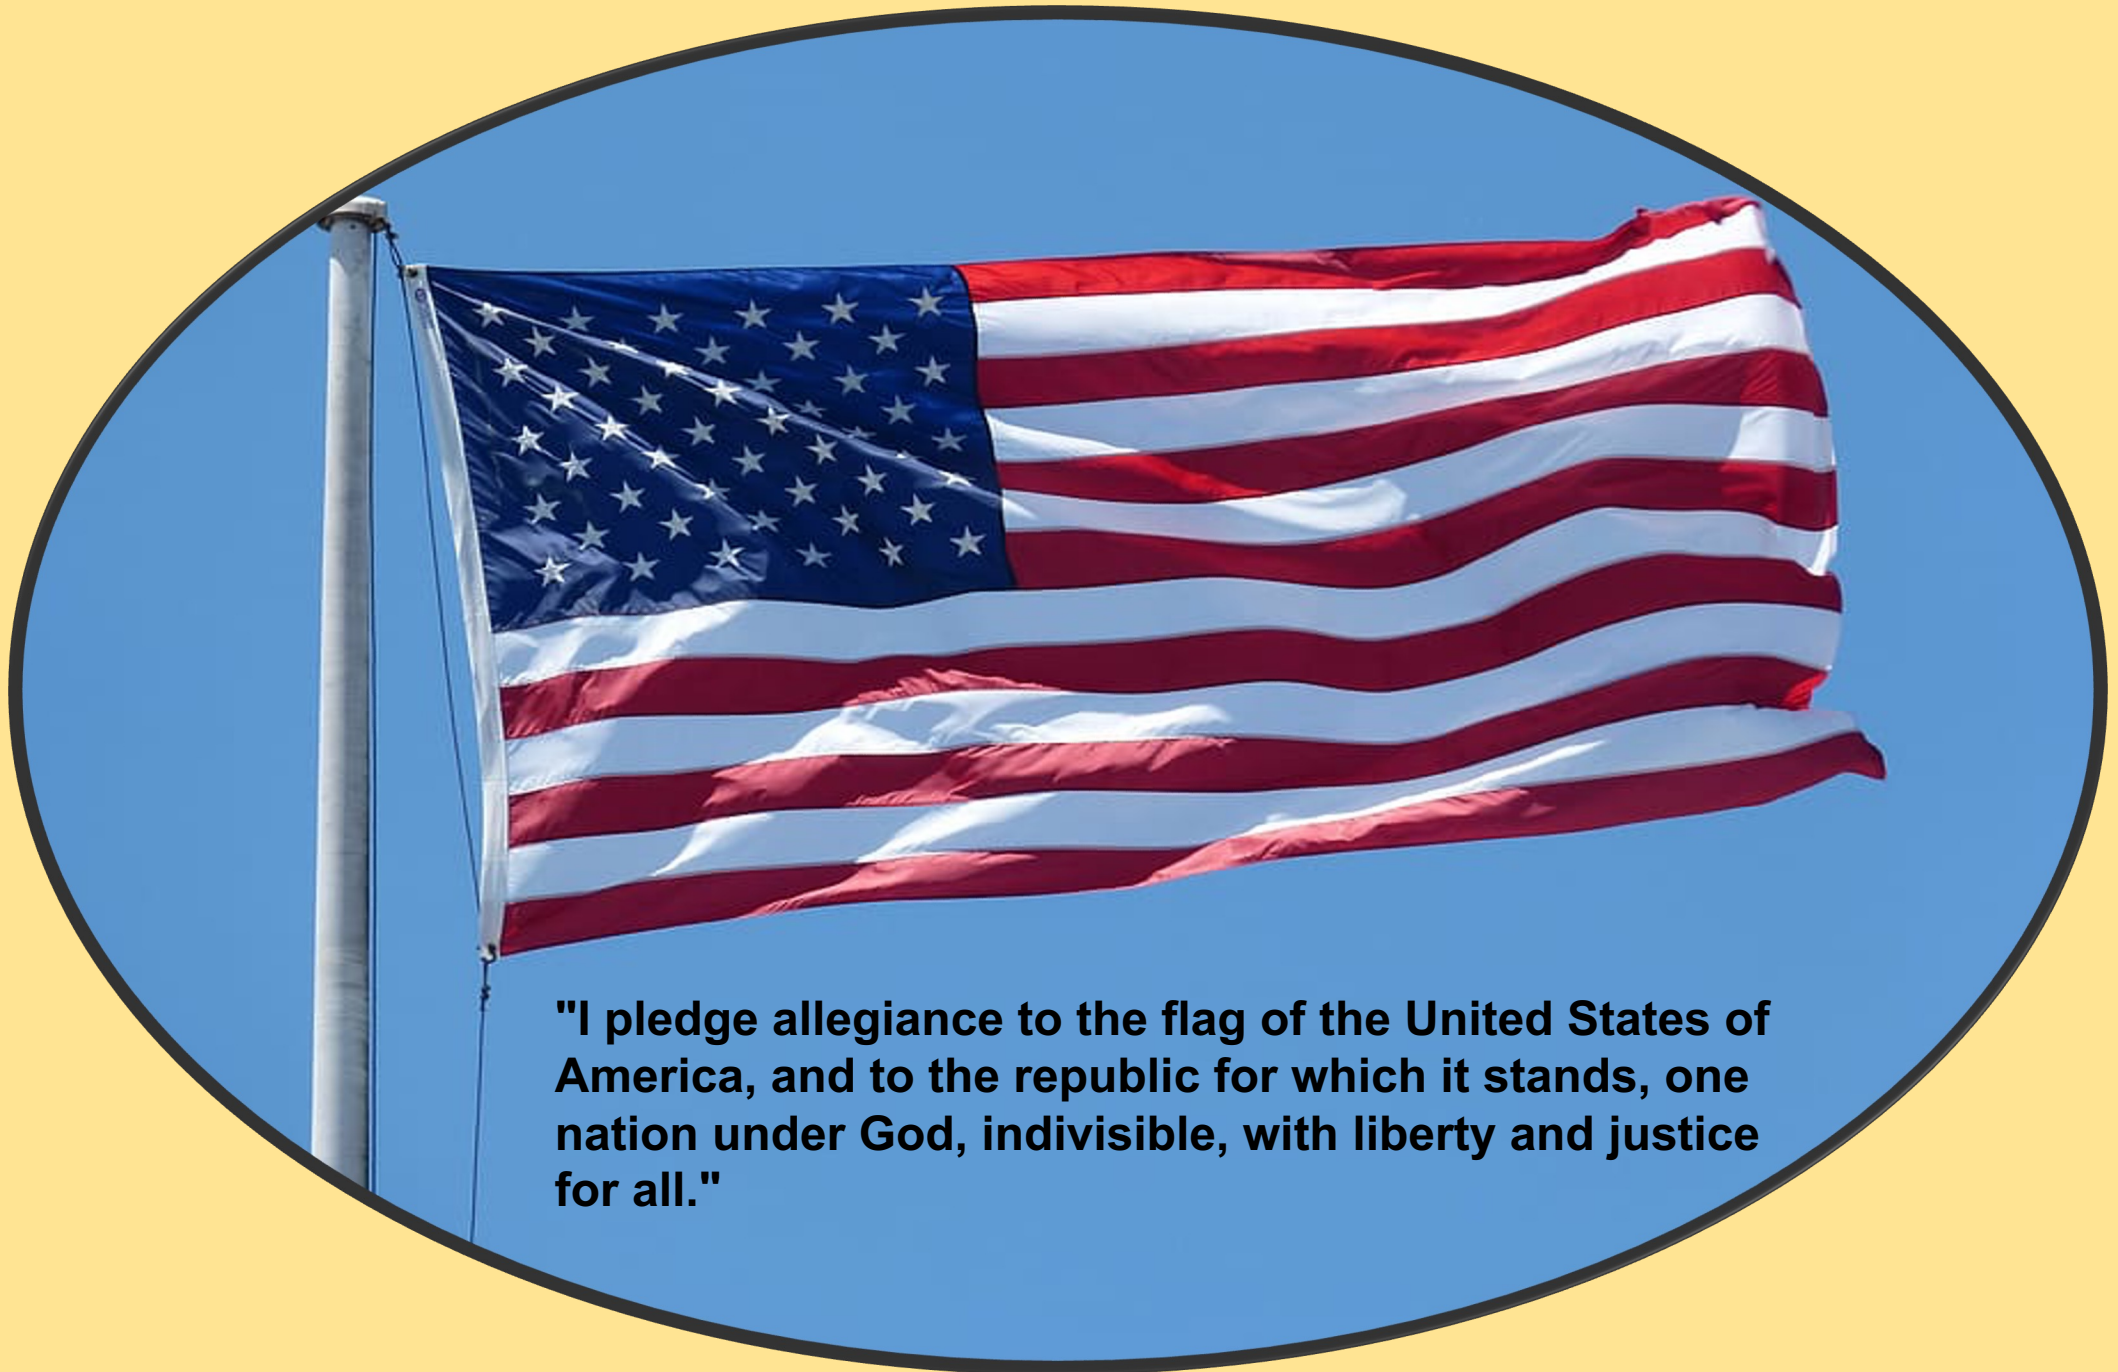 "I pledge allegiance to the flag of the United States of
America, and to the republic for which it stands, one
nation under God, indivisible, with liberty and justice
for all."